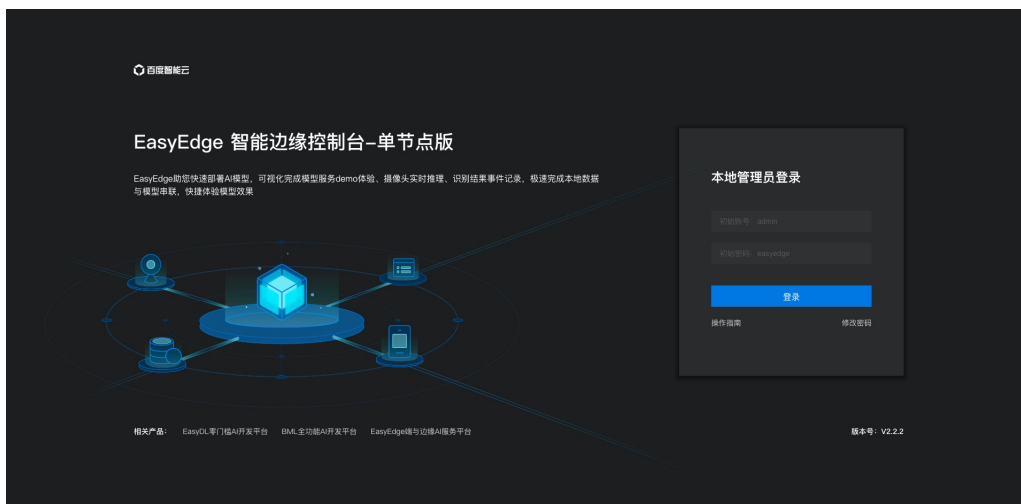 百度智能云
EasyEdge 智能边缘控制台–单节点版
EasyEdge助您快速部署AI模型，可视化完成模型服务demo体验、摄像头实时推理、识别结果事件记录，极速完成本地数据
与模型串联，快捷体验模型效果
本地管理员登录
初始账号：admin
初始密码：easyedge
登录
操作指南 修改密码
相关产品： EasyDL零门槛AI开发平台 BML全功能AI开发平台 EasyEdge端与边缘AI服务平台
版本号：V2.2.2